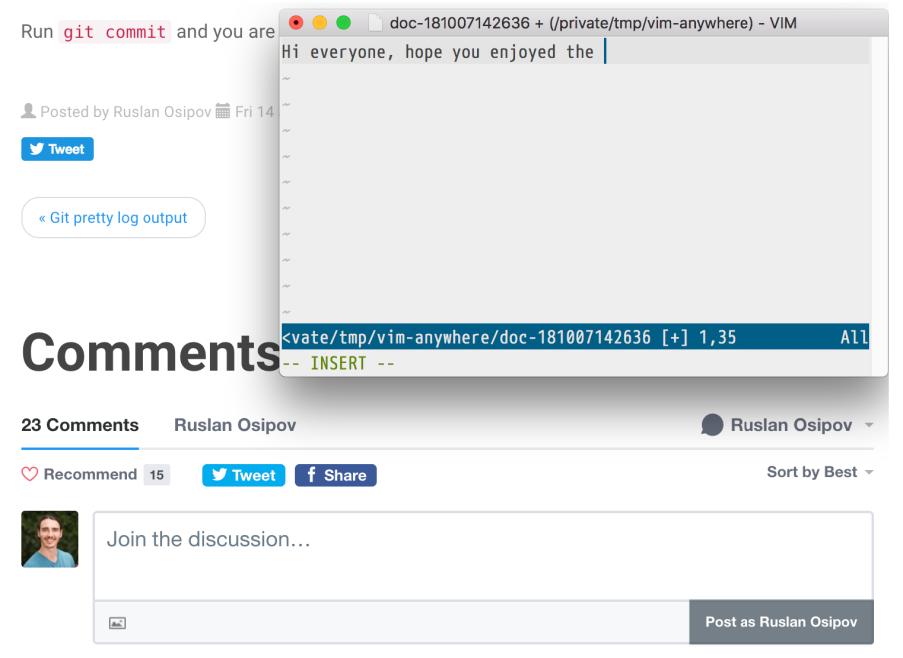 Run git commit and you are
doc-181007142636 + (/private/tmp/vim-anywhere) - VIM
Hi everyone, hope you enjoyed the
~
~
~
~
~
~
~
~
~
~
<vate/tmp/vim-anywhere/doc-181007142636 [+] 1,35 All
-- INSERT --
Posted by Ruslan Osipov Fri 14
Tweet
« Git pretty log output
Comments
23 Comments Ruslan Osipov Ruslan Osipov
Recommend 15 Tweet Share Sort by Best
Join the discussion...
Post as Ruslan Osipov